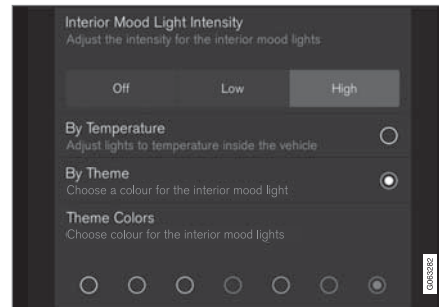 Interior Mood Light Intensity
Adjust the intensity for the interior mood lights
Off Low High
By Temperature
Adjust lights to temperature inside the vehicle
By Theme
Choose a colour for the interior mood light
Theme Colors
Choose colour for the interior mood lights
G063282